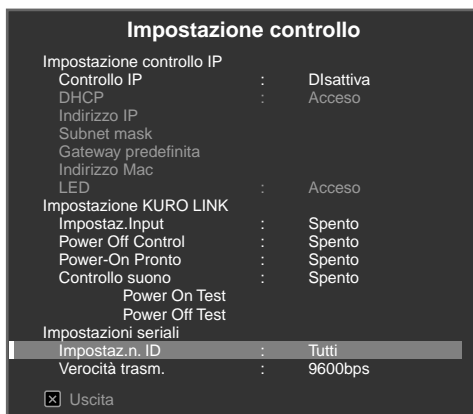 Impostazione controllo
Impostazione controllo IP
Controllo IP : DIsattiva
DHCP : Acceso
Indirizzo IP
Subnet mask
Gateway predefinita
Indirizzo Mac
LED : Acceso
Impostazione KURO LINK
Impostaz.Input : Spento
Power Off Control : Spento
Power-On Pronto : Spento
Controllo suono : Spento
Power On Test
Power Off Test
Impostazioni seriali
Impostaz.n. ID : Tutti
Verocità trasm. : 9600bps
Uscita